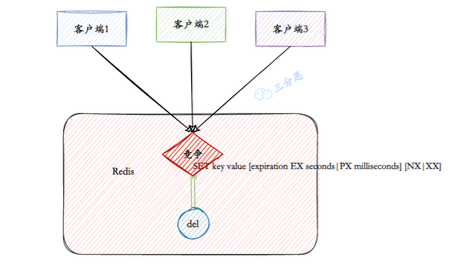 客户端1
客户端2
客户端3
三分恶
竞争
SET key value [expiration EX seconds|PX milliseconds] [NX|XX]
Redis
del